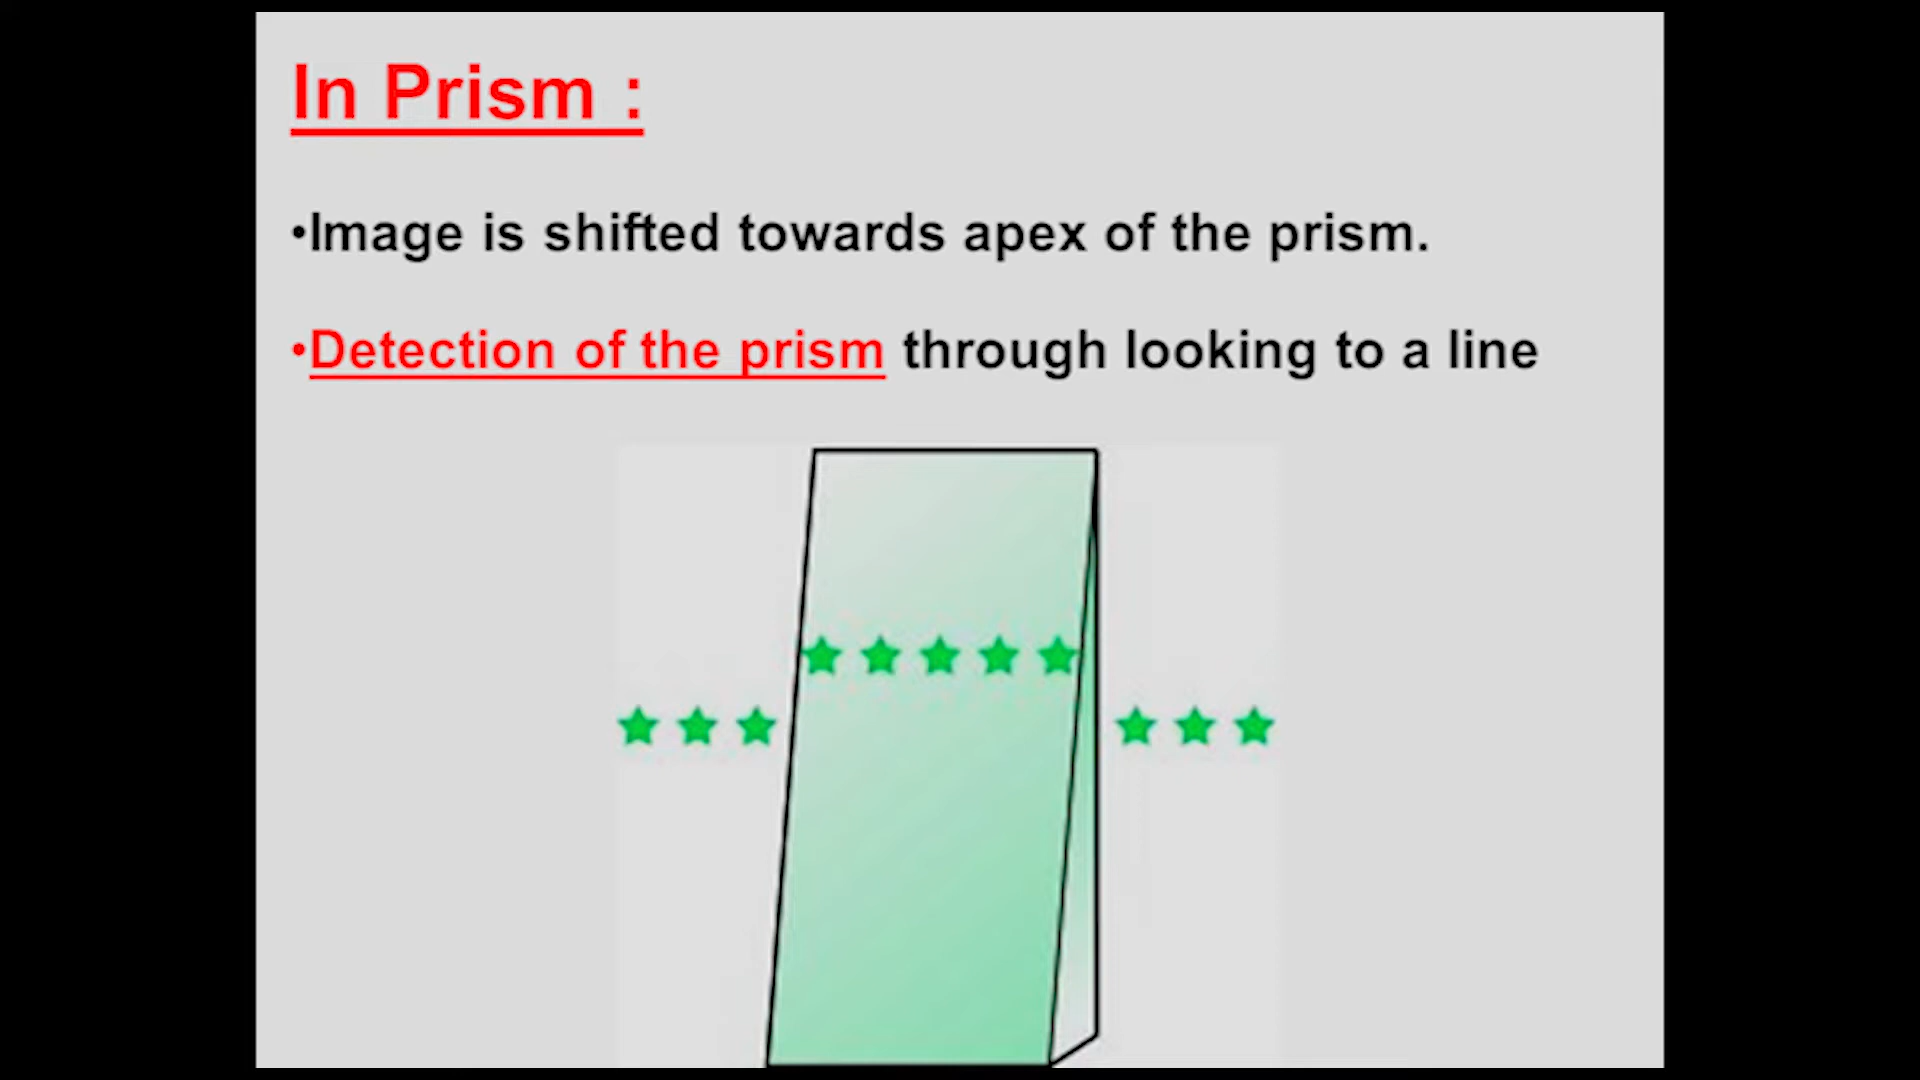 In Prism :
•Image is shifted towards apex of the prism.
•Detection of the prism through looking to a line